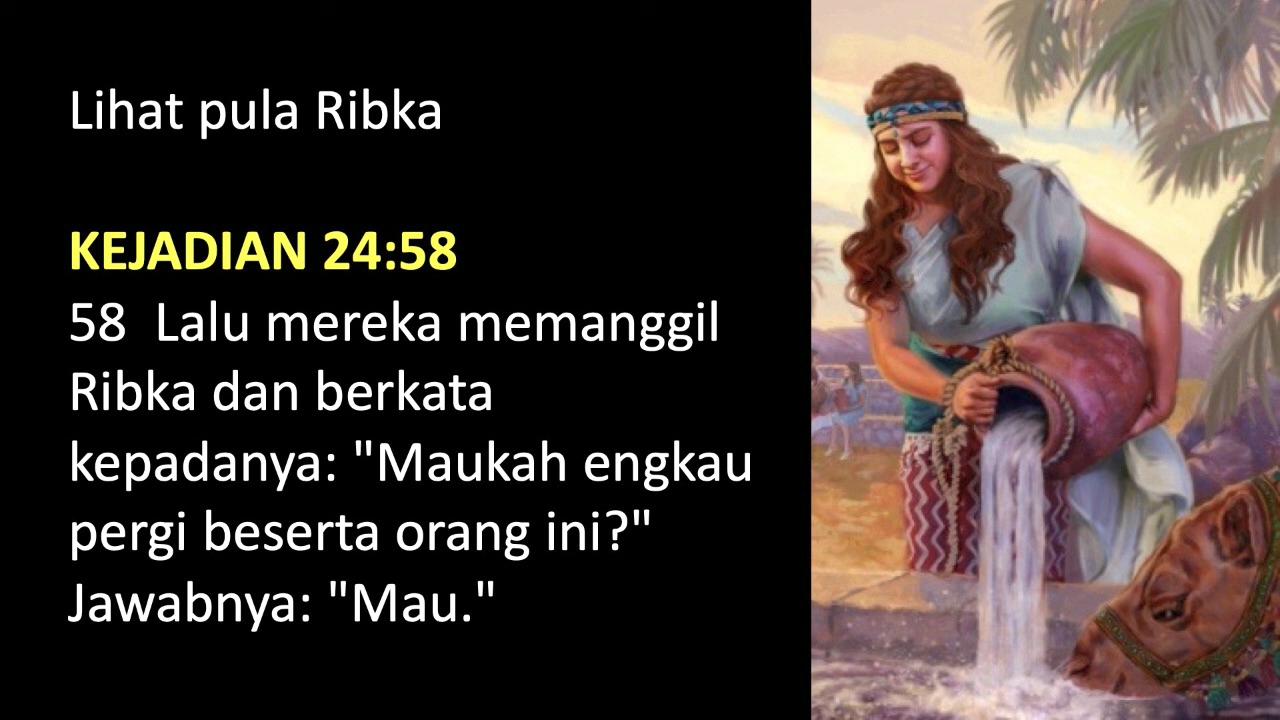 Lihat pula Ribka
KEJADIAN 24:58
58  Lalu mereka memanggil
Ribka dan berkata
kepadanya: "Maukah engkau
pergi beserta orang ini?"
Jawabnya: "Mau."